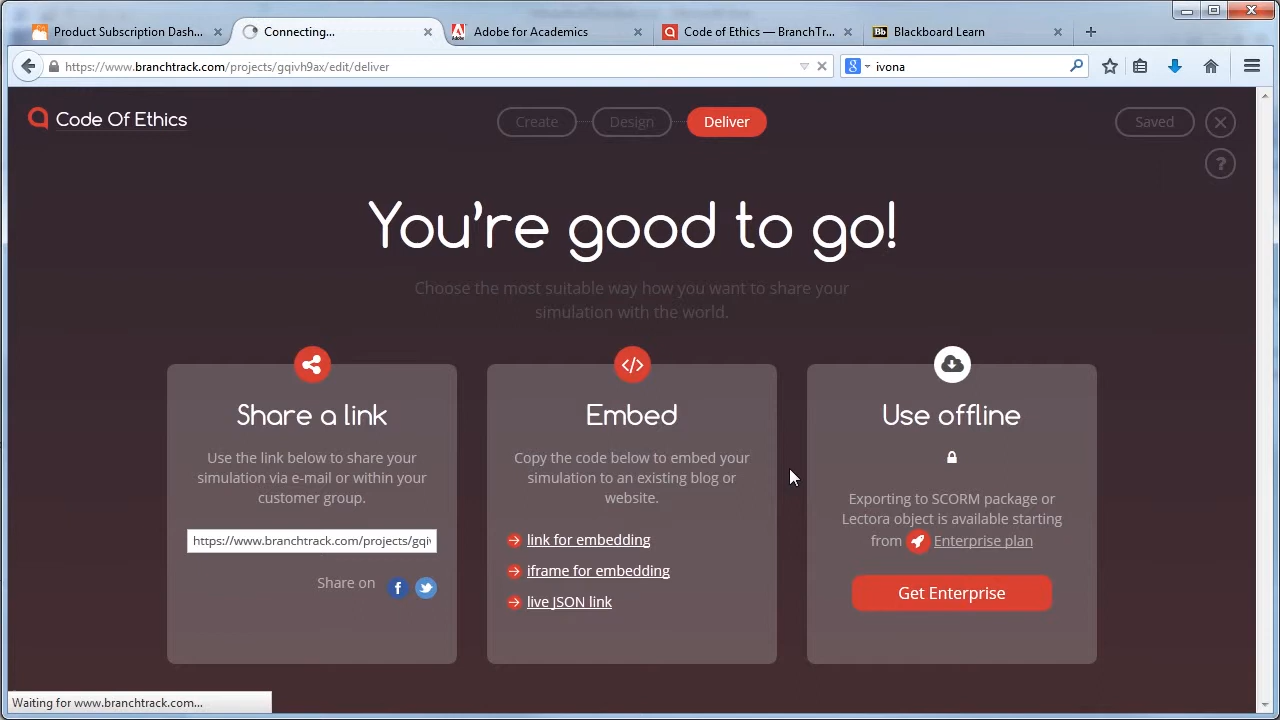 Product Subscription Dash...
Connecting...
Adobe for Academics
Code of Ethics — BranchTr...
Bb
Blackboard Learn
https://www.branchtrack.com/projects/gqivh9ax/edit/deliver
8
ivona
Code Of Ethics
Create
Design
Deliver
Saved
?
You're good to go!
Choose the most suitable way how you want to share your
simulation with the world.
Share a link
Use the link below to share your
simulation via e-mail or within your
customer group.
https://www.branchtrack.com/projects/gqi
Share on
Embed
Copy the code below to embed your
simulation to an existing blog or
website.
link for embedding
iframe for embedding
live JSON link
Use offline
Exporting to SCORM package or
Lectora object is available starting
from Enterprise plan
Get Enterprise
Waiting for www.branchtrack.com...